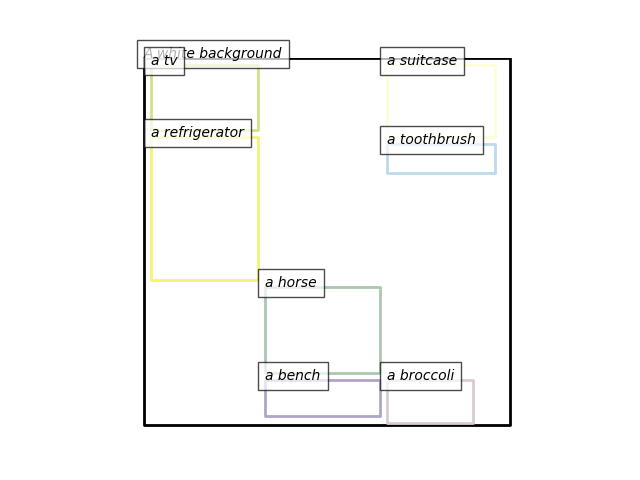 A white background
a tv
a suitcase
a refrigerator
a toothbrush
a horse
a bench
a broccoli